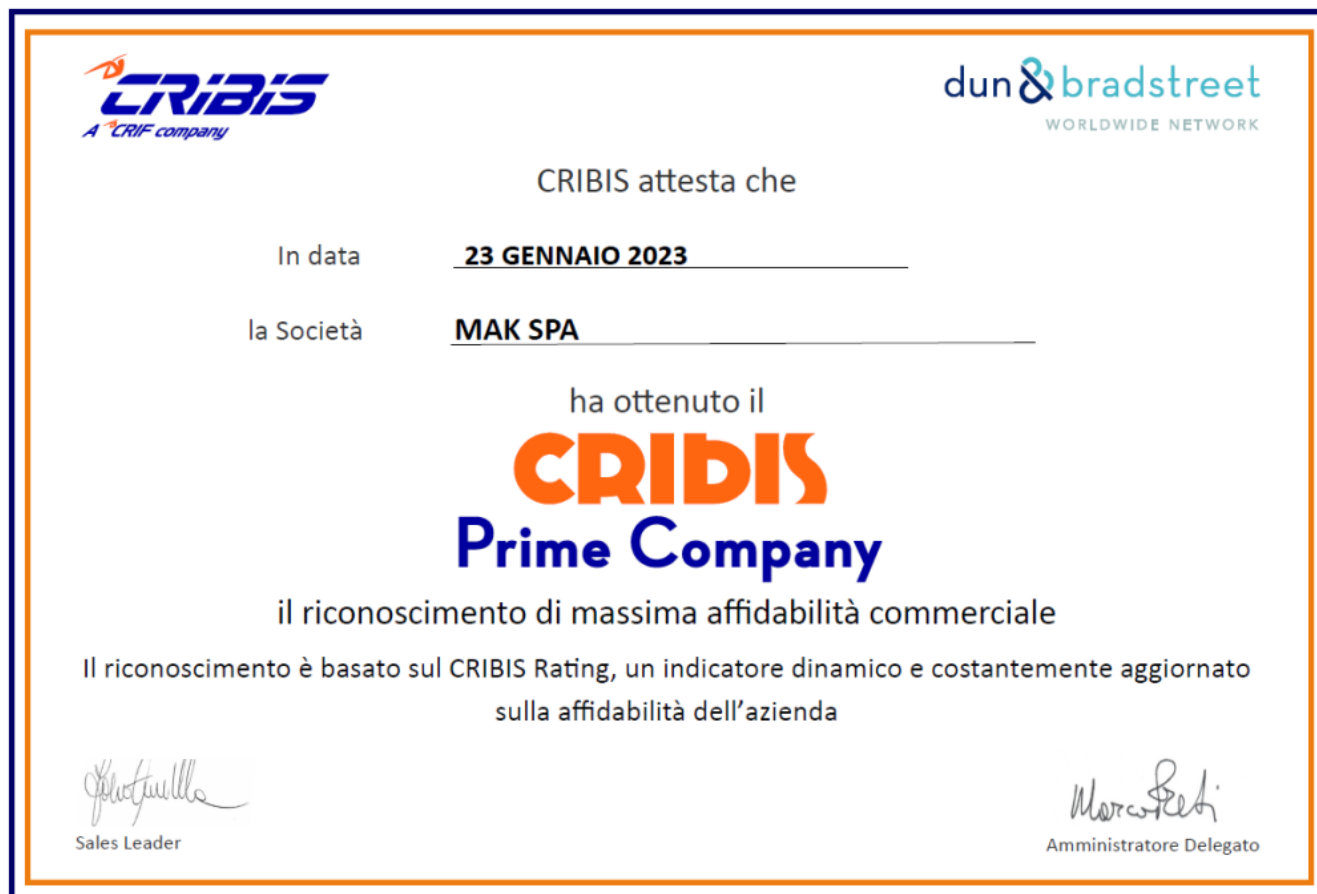 CRIBIS
A CRIF company
dun & bradstreet
WORLDWIDE NETWORK
CRIBIS attesta che
In data 23 GENNAIO 2023
la Società MAK SPA
ha ottenuto il
CRIBIS
Prime Company
il riconoscimento di massima affidabilità commerciale
Il riconoscimento è basato sul CRIBIS Rating, un indicatore dinamico e costantemente aggiornato
sulla affidabilità dell'azienda
Marco Preti
Sales Leader
Amministratore Delegato